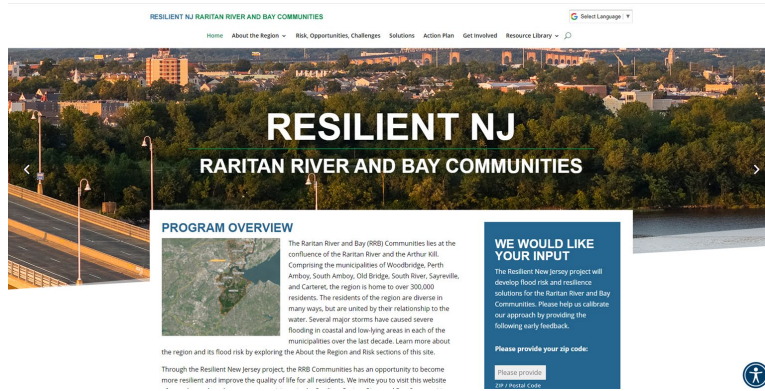 RESILIENT NJ RARITAN RIVER AND BAY COMMUNITIES
Select Language ▼
Home About the Region Risk, Opportunities, Challenges Solutions Action Plan Get Involved Resource Library
RESILIENT NJ
RARITAN RIVER AND BAY COMMUNITIES
PROGRAM OVERVIEW
The Raritan River and Bay (RRB) Communities lies at the
confluence of the Raritan River and the Arthur Kill.
Comprising the municipalities of Woodbridge, Perth
Amboy, South Amboy, Old Bridge, South River, Sayreville,
and Carteret, the region is home to over 300,000
residents. The residents of the region are diverse in
many ways, but are united by their relationship to the
water. Several major storms have caused severe
flooding in coastal and low-lying areas in each of the
municipalities over the last decade. Learn more about
the region and its flood risk by exploring the About the Region and Risk sections of this site.
Through the Resilient New Jersey project, the RRB Communities has an opportunity to become
more resilient and improve the quality of life for all residents. We invite you to visit this website
WE WOULD LIKE
YOUR INPUT
The Resilient New Jersey project will
develop flood risk and resilience
solutions for the Raritan River and Bay
Communities. Please help us calibrate
our approach by providing the
following early feedback.
Please provide your zip code:
Please provide
ZIP / Postal Code